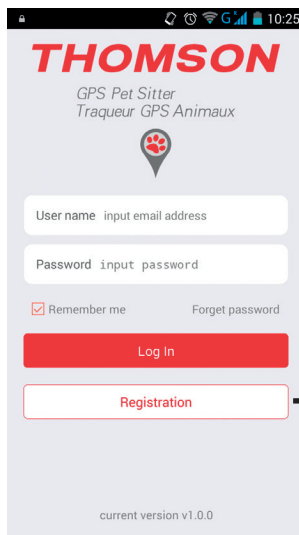 G 10:25
THOMSON
GPS Pet Sitter
Traqueur GPS Animaux
User name input email address
Password input password
Remember me Forget password
Log In
Registration
current version v1.0.0